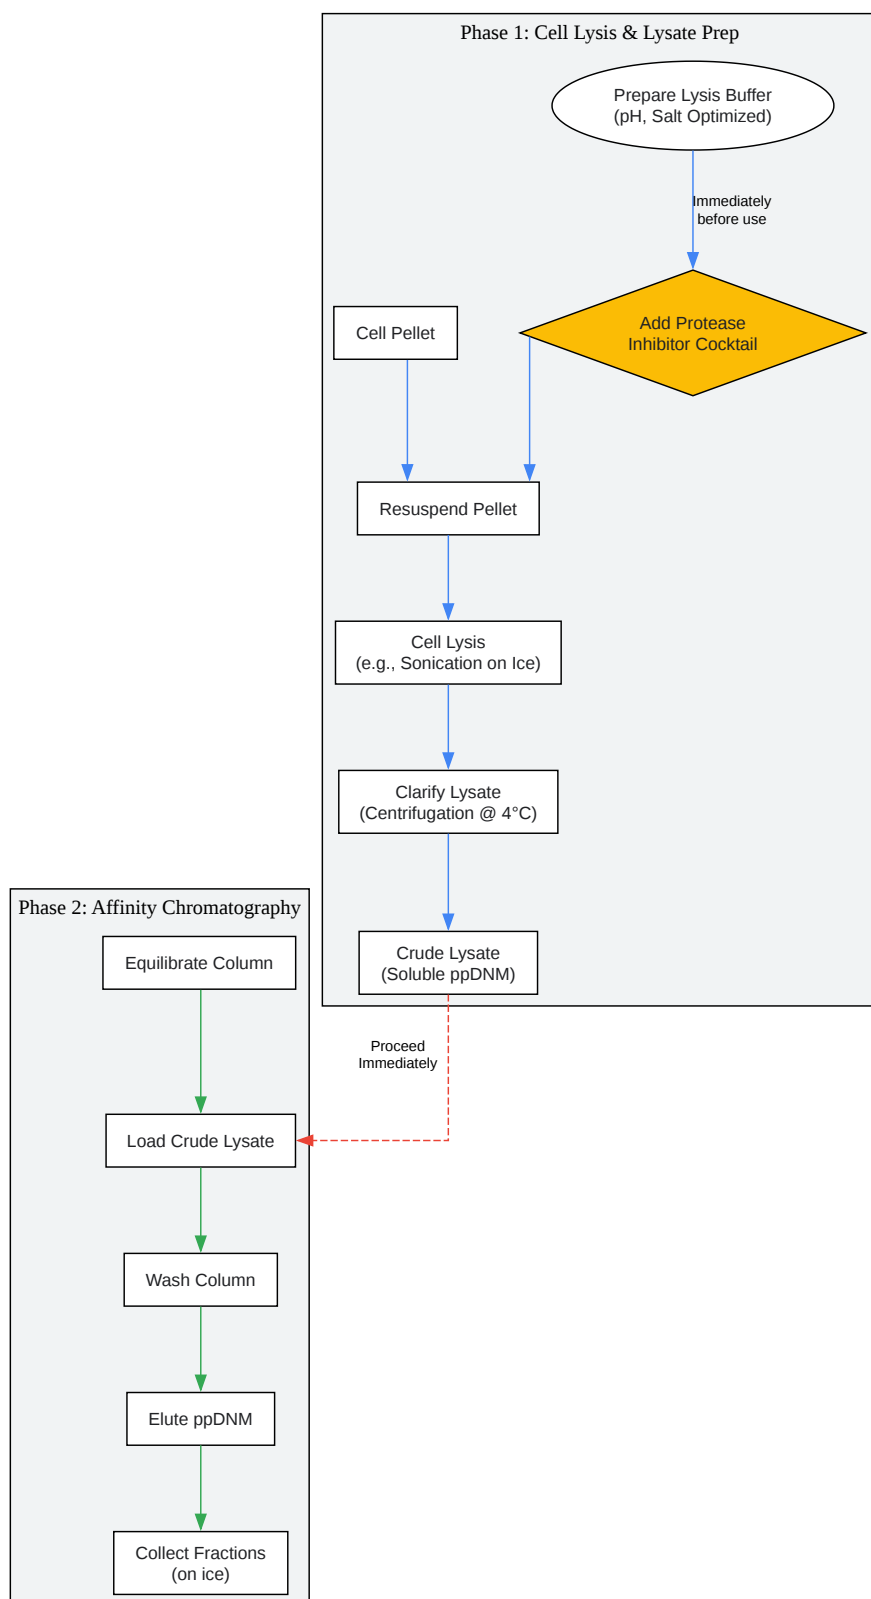 Phase 1: Cell Lysis & Lysate Prep
Prepare Lysis Buffer
(pH, Salt Optimized)
Immediately
before use
Cell Pellet
Add Protease
Inhibitor Cocktail
Resuspend Pellet
Cell Lysis
(e.g., Sonication on Ice)
Clarify Lysate
(Centrifugation @ 4°C)
Crude Lysate
(Soluble ppDNM)
Proceed
Immediately
Phase 2: Affinity Chromatography
Equilibrate Column
Load Crude Lysate
Wash Column
Elute ppDNM
Collect Fractions
(on ice)